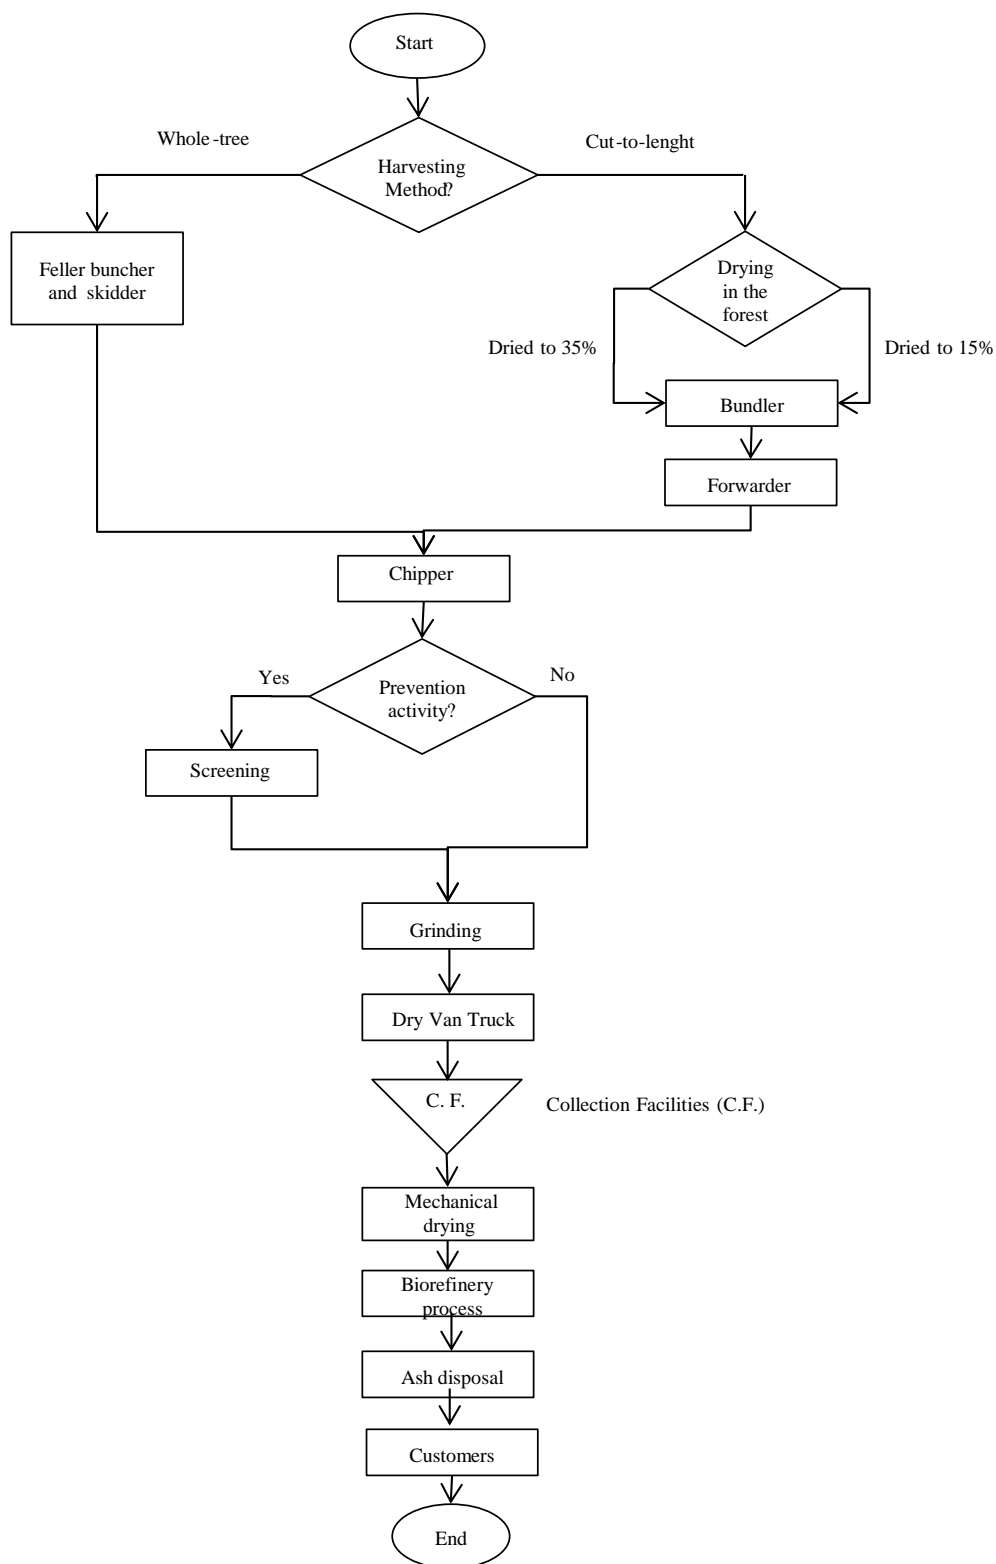 Start
Whole-tree
Cut-to-lenght
Harvesting
Method?
Feller buncher
and skidder
Drying
in the
forest
Dried to 35%
Dried to 15%
Bundler
Forwarder
Chipper
Yes
No
Prevention
activity?
Screening
Grinding
Dry Van Truck
C. F.
Collection Facilities (C.F.)
Mechanical
drying
Biorefinery
process
Ash disposal
Customers
End